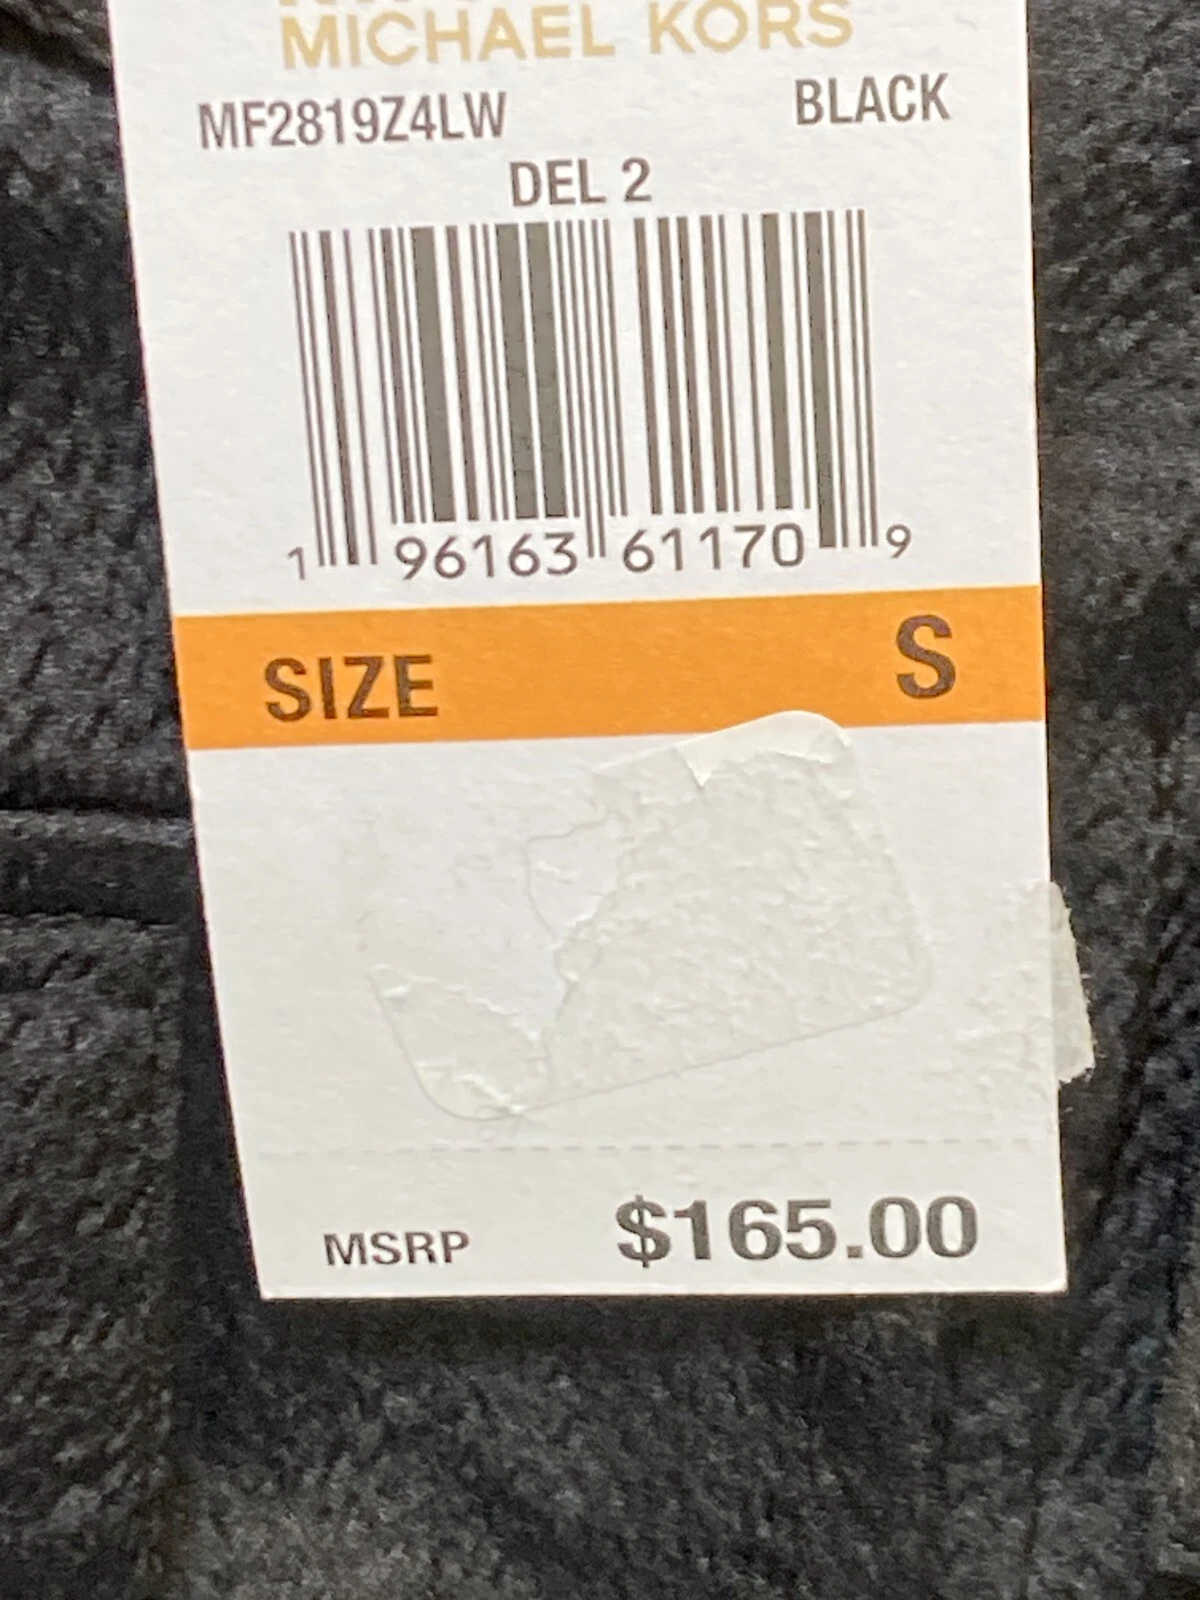 MICHAEL KORS
MF2819Z4LW BLACK
DEL 2
1 96163 61170 9
SIZE S
MSRP $165.00